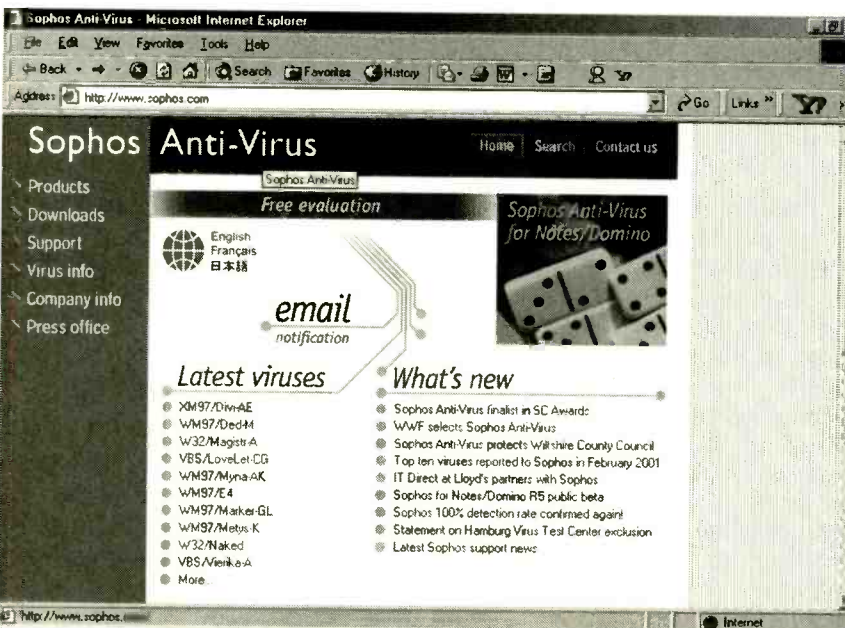 Sophos Anti-Virus - Microsoft Internet Explorer
File Edit View Favorites Tools Help
Back Search Favorites History
Address http://www.sophos.com Go Links »
Sophos Anti-Virus
Home Search Contact us
Sophos Anti-Virus
Products
Downloads
Support
Virus info
Company info
Press office
Free evaluation
English
Français
日本語
Sophos Anti-Virus
for Notes/Domino
email
notification
Latest viruses
XM97/Divi-AE
WM97/Ded-M
W32/Magistr-A
VBS/LoveLet-CG
WM97/Myna-AK
WM97/E4
WM97/Marker-GL
WM97/Metys-K
W32/Naked
VBS/Vierika-A
More...
What's new
Sophos Anti-Virus finalist in SC Awards
WWF selects Sophos Anti-Virus
Sophos Anti-Virus protects Wiltshire County Council
Top ten viruses reported to Sophos in February 2001
IT Direct at Lloyd's partners with Sophos
Sophos for Notes/Domino R5 public beta
Sophos 100% detection rate confirmed again!
Statement on Hamburg Virus Test Center exclusion
Latest Sophos support news
http://www.sophos.
Internet